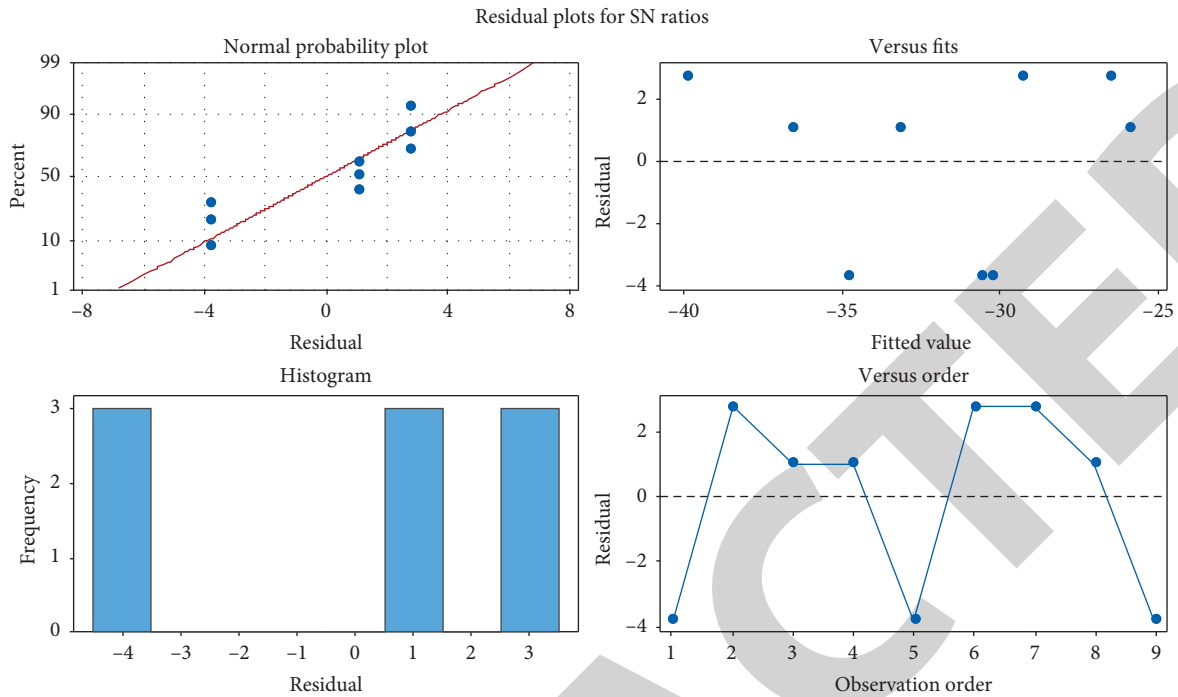 Residual plots for SN ratios
Normal probability plot
99
90
50
10
1
Percent
−8 −4 0 4 8
Residual
Versus fits
2
0
−2
−4
Residual
−40 −35 −30 −25
Fitted value
Histogram
3
2
1
0
Frequency
−4 −3 −2 −1 0 1 2 3
Residual
Versus order
2
0
−2
−4
Residual
1 2 3 4 5 6 7 8 9
Observation order